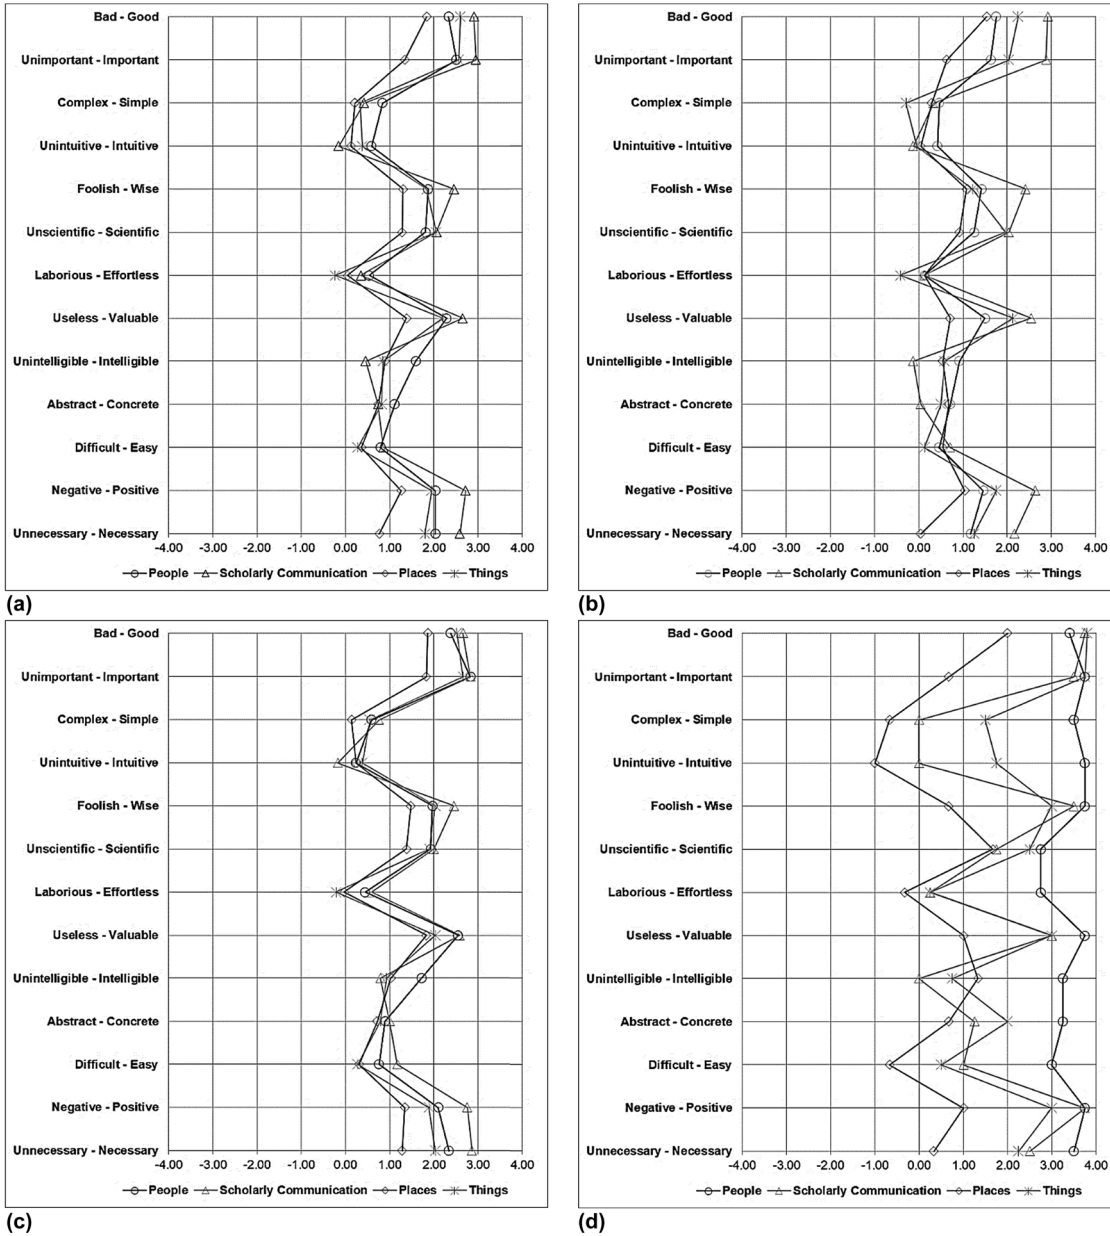 Bad - Good
Unimportant - Important
Complex - Simple
Unintuitive - Intuitive
Foolish - Wise
Unscientific - Scientific
Laborious - Effortless
Useless - Valuable
Unintelligible - Intelligible
Abstract - Concrete
Difficult - Easy
Negative - Positive
Unnecessary - Necessary
-4.00 -3.00 -2.00 -1.00 0.00 1.00 2.00 3.00 4.00
People Scholarly Communication Places Things
(a)
Bad - Good
Unimportant - Important
Complex - Simple
Unintuitive - Intuitive
Foolish - Wise
Unscientific - Scientific
Laborious - Effortless
Useless - Valuable
Unintelligible - Intelligible
Abstract - Concrete
Difficult - Easy
Negative - Positive
Unnecessary - Necessary
-4.00 -3.00 -2.00 -1.00 0.00 1.00 2.00 3.00 4.00
People Scholarly Communication Places Things
(b)
Bad - Good
Unimportant - Important
Complex - Simple
Unintuitive - Intuitive
Foolish - Wise
Unscientific - Scientific
Laborious - Effortless
Useless - Valuable
Unintelligible - Intelligible
Abstract - Concrete
Difficult - Easy
Negative - Positive
Unnecessary - Necessary
-4.00 -3.00 -2.00 -1.00 0.00 1.00 2.00 3.00 4.00
People Scholarly Communication Places Things
(c)
Bad - Good
Unimportant - Important
Complex - Simple
Unintuitive - Intuitive
Foolish - Wise
Unscientific - Scientific
Laborious - Effortless
Useless - Valuable
Unintelligible - Intelligible
Abstract - Concrete
Difficult - Easy
Negative - Positive
Unnecessary - Necessary
-4.00 -3.00 -2.00 -1.00 0.00 1.00 2.00 3.00 4.00
People Scholarly Communication Places Things
(d)